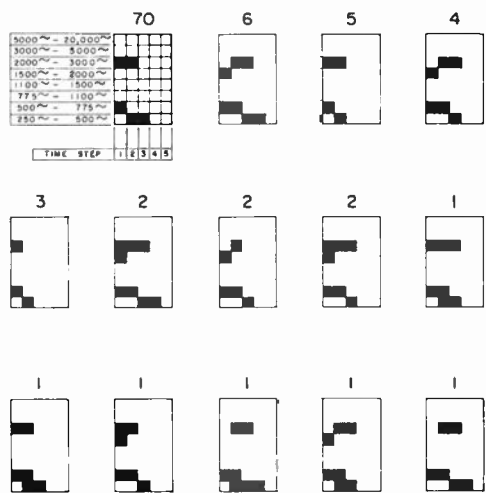 70 6 5 4
5000~ - 20,000~
3000~ - 5000~
2000~ - 3000~
1500~ - 2000~
1100~ - 1500~
775~ - 1100~
500~ - 775~
250~ - 500~
TIME STEP 1 2 3 4 5
3 2 2 2 1
1 1 1 1 1